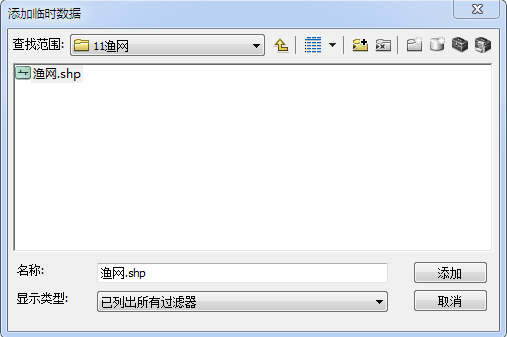 添加临时数据
查找范围: 11渔网
渔网.shp
名称: 渔网.shp
添加
显示类型: 已列出所有过滤器
取消